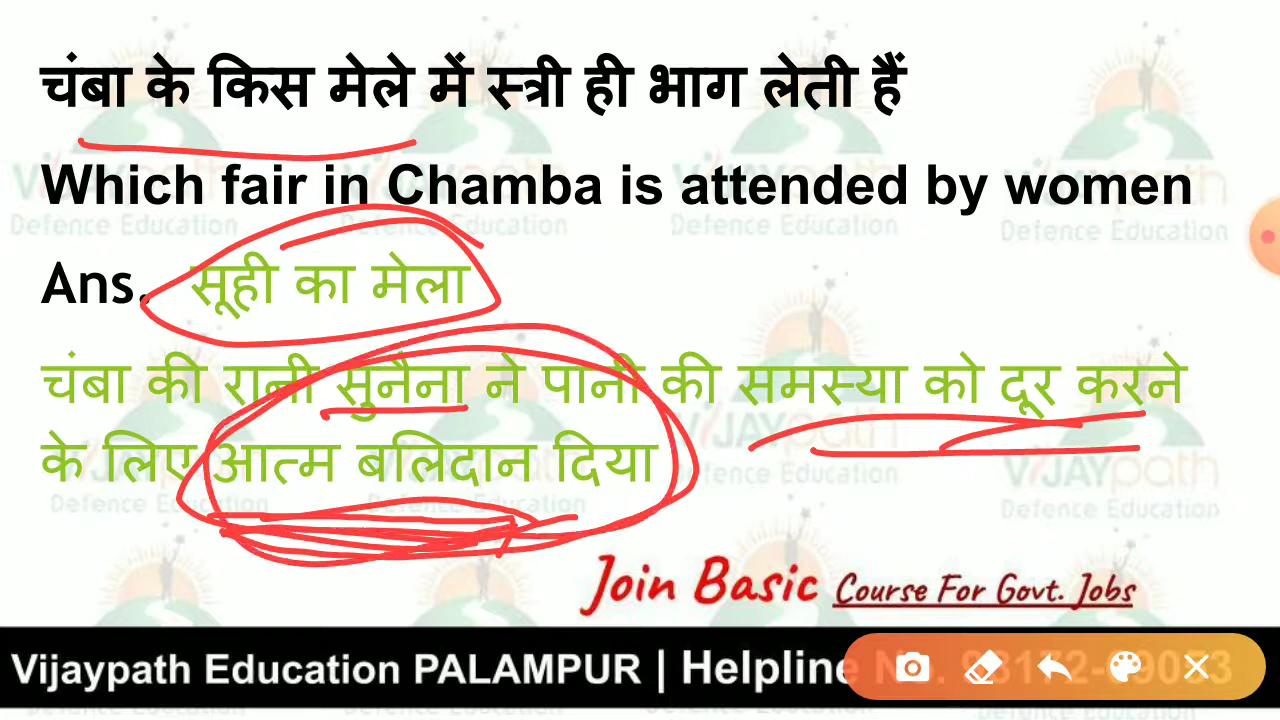 चंबा के किस मेले में स्त्री ही भाग लेती हैं
Which fair in Chamba is attended by women
Ans. सूही का मेला
चंबा की रानी सुनैना ने पानी की समस्या को दूर करने
के लिए आत्म बलिदान दिया
Join Basic Course For Govt. Jobs
Vijaypath Education PALAMPUR | Helpline